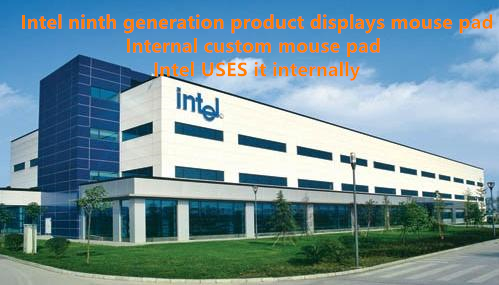 Intel ninth generation product displays mouse pad
Internal custom mouse pad
Intel USES it internally
intel